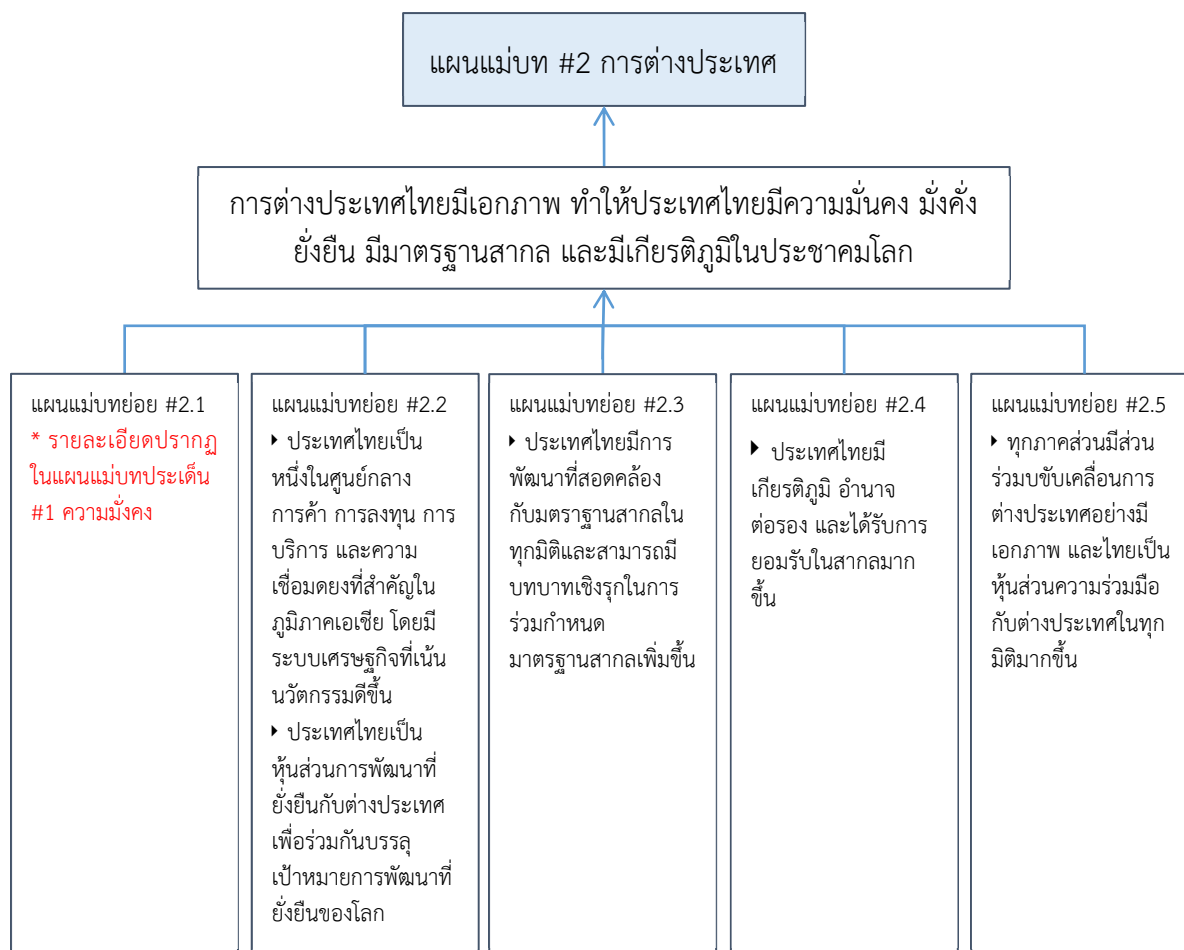 แผนแม่บท #2 การต่างประเทศ
การต่างประเทศไทยมีเอกภาพ ทำให้ประเทศไทยมีความมั่นคง มั่งคั่ง
ยั่งยืน มีมาตรฐานสากล และมีเกียรติภูมิในประชาคมโลก
แผนแม่บทย่อย #2.1
* รายละเอียดปรากฏ
ในแผนแม่บทประเด็น
#1 ความมั่งคง
แผนแม่บทย่อย #2.2
▸ ประเทศไทยเป็น
หนึ่งในศูนย์กลาง
การค้า การลงทุน การ
บริการ และความ
เชื่อมดยงที่สำคัญใน
ภูมิภาคเอเชีย โดยมี
ระบบเศรษฐกิจที่เน้น
นวัตกรรมดีขึ้น
▸ ประเทศไทยเป็น
หุ้นส่วนการพัฒนาที่
ยั่งยืนกับต่างประเทศ
เพื่อร่วมกันบรรลุ
เป้าหมายการพัฒนาที่
ยั่งยืนของโลก
แผนแม่บทย่อย #2.3
▸ ประเทศไทยมีการ
พัฒนาที่สอดคล้อง
กับมตราฐานสากลใน
ทุกมิติและสามารถมี
บทบาทเชิงรุกในการ
ร่วมกำหนด
มาตรฐานสากลเพิ่มขึ้น
แผนแม่บทย่อย #2.4
▸ ประเทศไทยมี
เกียรติภูมิ อำนาจ
ต่อรอง และได้รับการ
ยอมรับในสากลมาก
ขึ้น
แผนแม่บทย่อย #2.5
▸ ทุกภาคส่วนมีส่วน
ร่วมบขับเคลื่อนการ
ต่างประเทศอย่างมี
เอกภาพ และไทยเป็น
หุ้นส่วนความร่วมมือ
กับต่างประเทศในทุก
มิติมากขึ้น